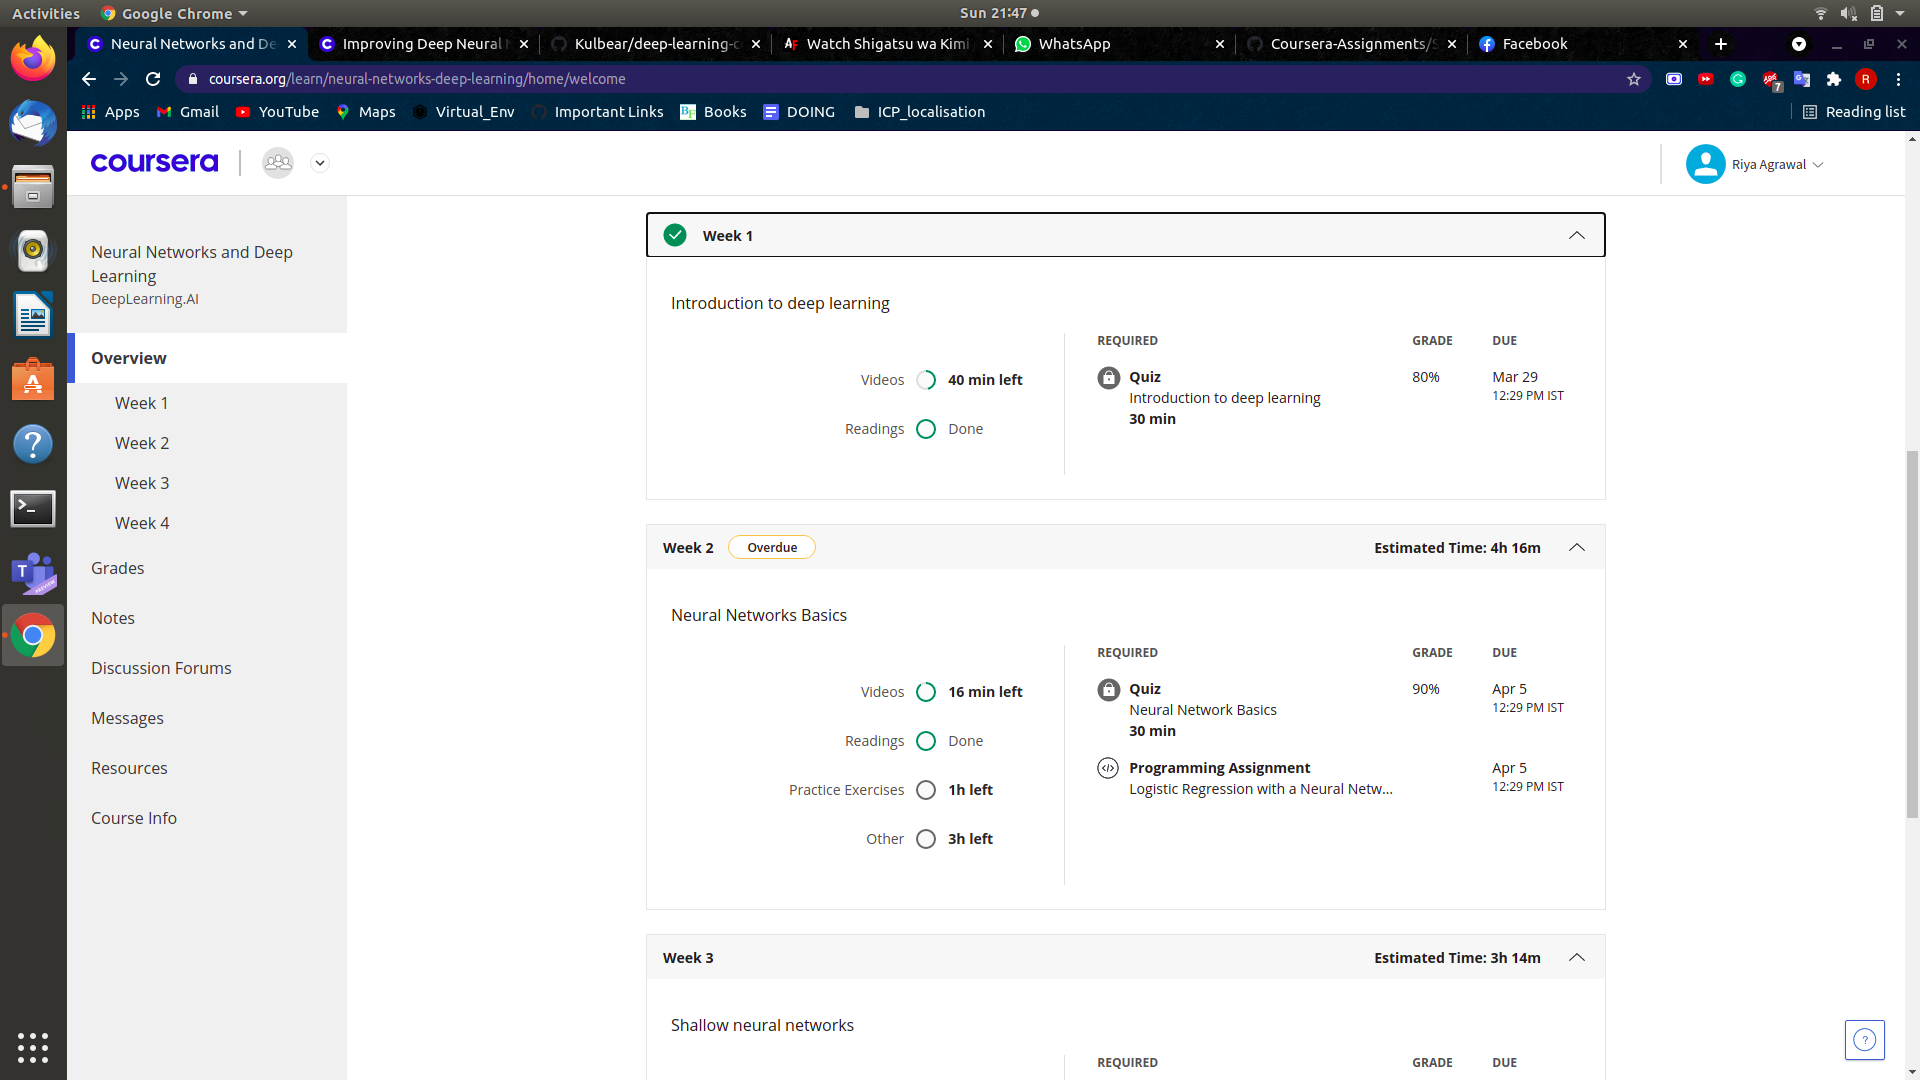 Activities
Google Chrome
Sun 21:47
Neural Networks and De
Improving Deep Neural
Kulbear/deep-learning-c
Watch Shigatsu wa Kimi
WhatsApp
Coursera-Assignments/S
Facebook
coursera.org/learn/neural-networks-deep-learning/home/welcome
7
R
Apps
Gmail
YouTube
Maps
Virtual_Env
Important Links
BF Books
DOING
ICP_localisation
Reading list
coursera
Riya Agrawal
Neural Networks and Deep
Learning
DeepLearning.AI
Overview
Week 1
Week 2
Week 3
Week 4
Grades
Notes
Discussion Forums
Messages
Resources
Course Info
Week 1
Introduction to deep learning
Videos 40 min left
Readings Done
REQUIRED GRADE DUE
Quiz 80% Mar 29
Introduction to deep learning 12:29 PM IST
30 min
Week 2 Overdue Estimated Time: 4h 16m
Neural Networks Basics
Videos 16 min left
Readings Done
Practice Exercises 1h left
Other 3h left
REQUIRED GRADE DUE
Quiz 90% Apr 5
Neural Network Basics 12:29 PM IST
30 min
Programming Assignment Apr 5
Logistic Regression with a Neural Netw... 12:29 PM IST
Week 3 Estimated Time: 3h 14m
Shallow neural networks
REQUIRED GRADE DUE